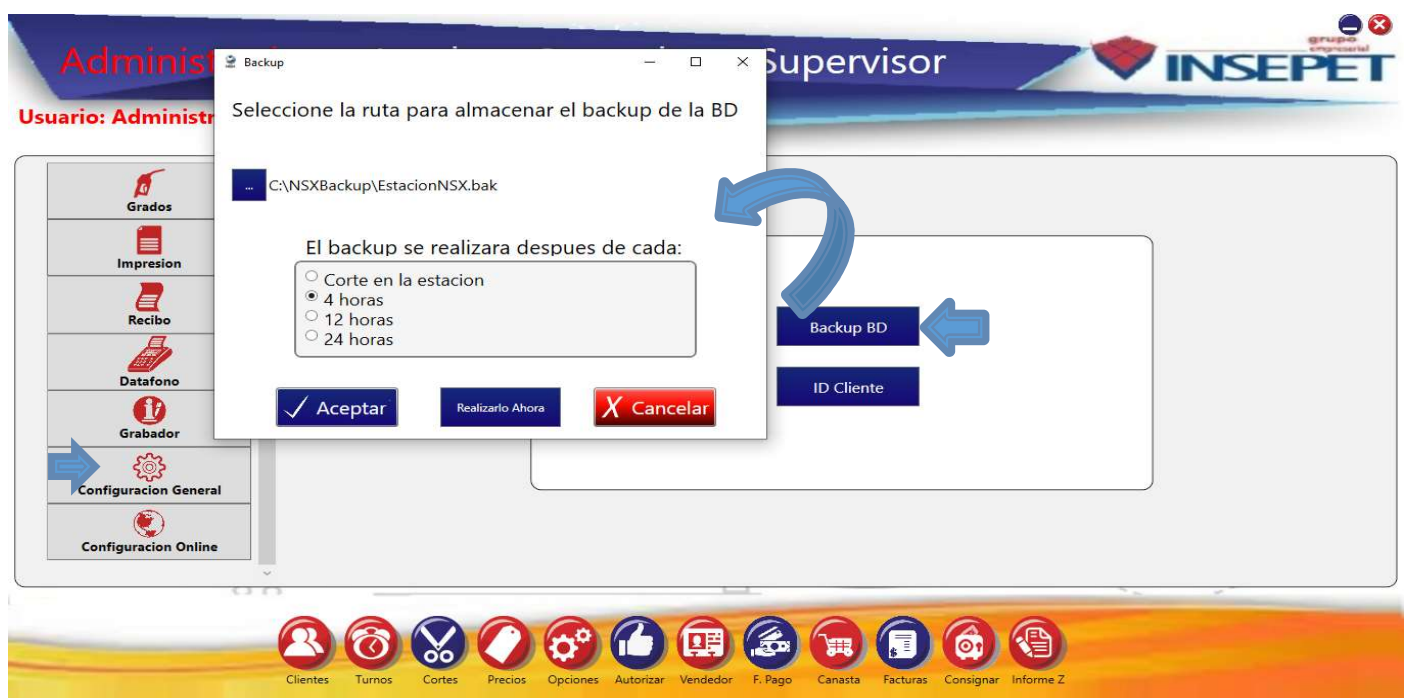 Supervisor
grupo
empresarial
INSEPET
Usuario: Administr
Backup
Seleccione la ruta para almacenar el backup de la BD
... C:\NSXBackup\EstacionNSX.bak
El backup se realizara despues de cada:
Corte en la estacion
4 horas
12 horas
24 horas
Aceptar
Realizarlo Ahora
X Cancelar
Grados
Impresion
Recibo
Datafono
Grabador
Configuracion General
Configuracion Online
Backup BD
ID Cliente
Clientes
Turnos
Cortes
Precios
Opciones
Autorizar
Vendedor
F. Pago
Canasta
Facturas
Consignar
Informe Z